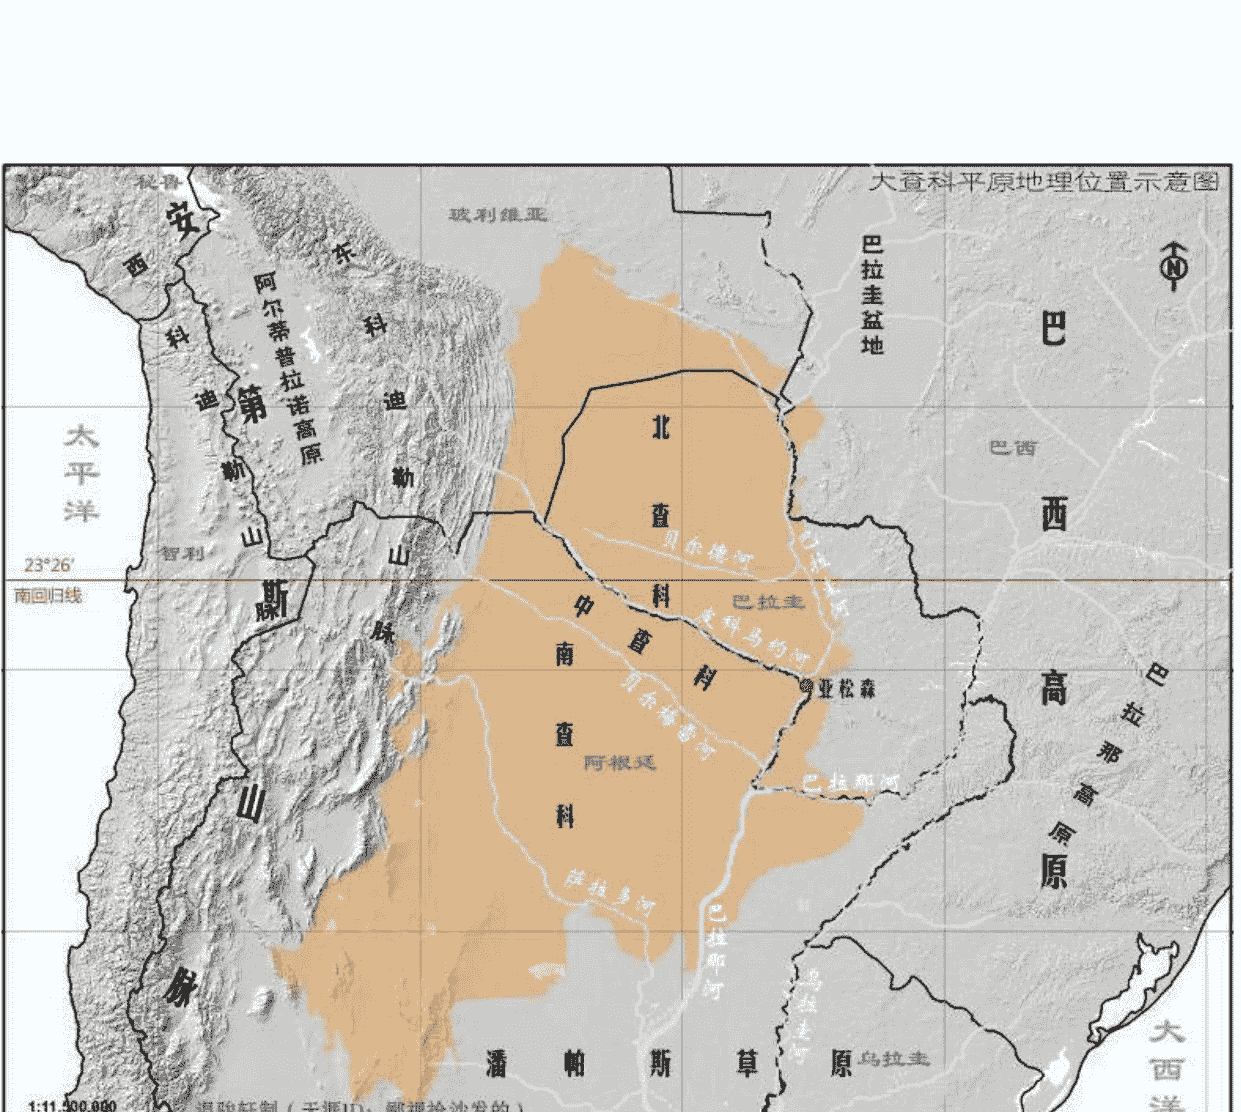 大查科平原地理位置示意图
秘鲁
玻利维亚
安第斯山脉
西科迪勒山脉
东科迪勒山脉
阿尔蒂普拉诺高原
巴拉圭盆地
巴西高原
巴西
太平洋
23°26′
南回归线
智利
北查科
中查科
南查科
贝尔德河
巴拉圭河
巴拉圭
皮科马约河
亚松森
贝尔梅霍河
阿根廷
巴拉那河
巴拉那高原
萨拉多河
巴拉那河
乌拉圭河
潘帕斯草原
乌拉圭
大西洋
1:11,500,000